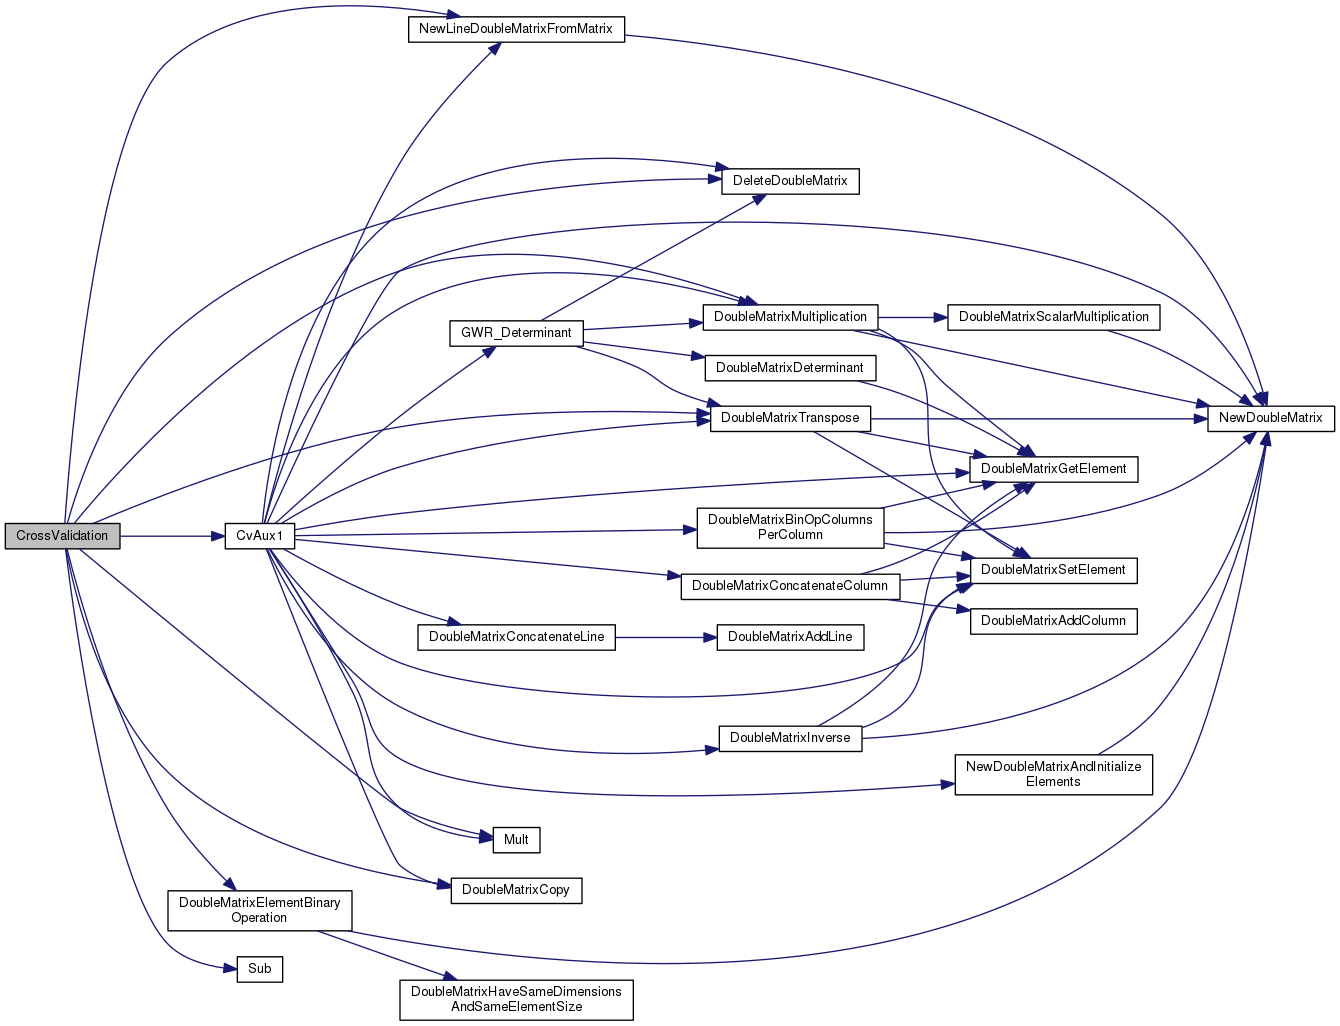 NewLineDoubleMatrixFromMatrix
DeleteDoubleMatrix
DoubleMatrixMultiplication
DoubleMatrixScalarMultiplication
GWR_Determinant
DoubleMatrixDeterminant
DoubleMatrixTranspose
NewDoubleMatrix
DoubleMatrixGetElement
CrossValidation
CvAux1
DoubleMatrixBinOpColumns
PerColumn
DoubleMatrixSetElement
DoubleMatrixConcatenateColumn
DoubleMatrixAddColumn
DoubleMatrixConcatenateLine
DoubleMatrixAddLine
DoubleMatrixInverse
NewDoubleMatrixAndInitialize
Elements
Mult
DoubleMatrixCopy
DoubleMatrixElementBinary
Operation
Sub
DoubleMatrixHaveSameDimensions
AndSameElementSize